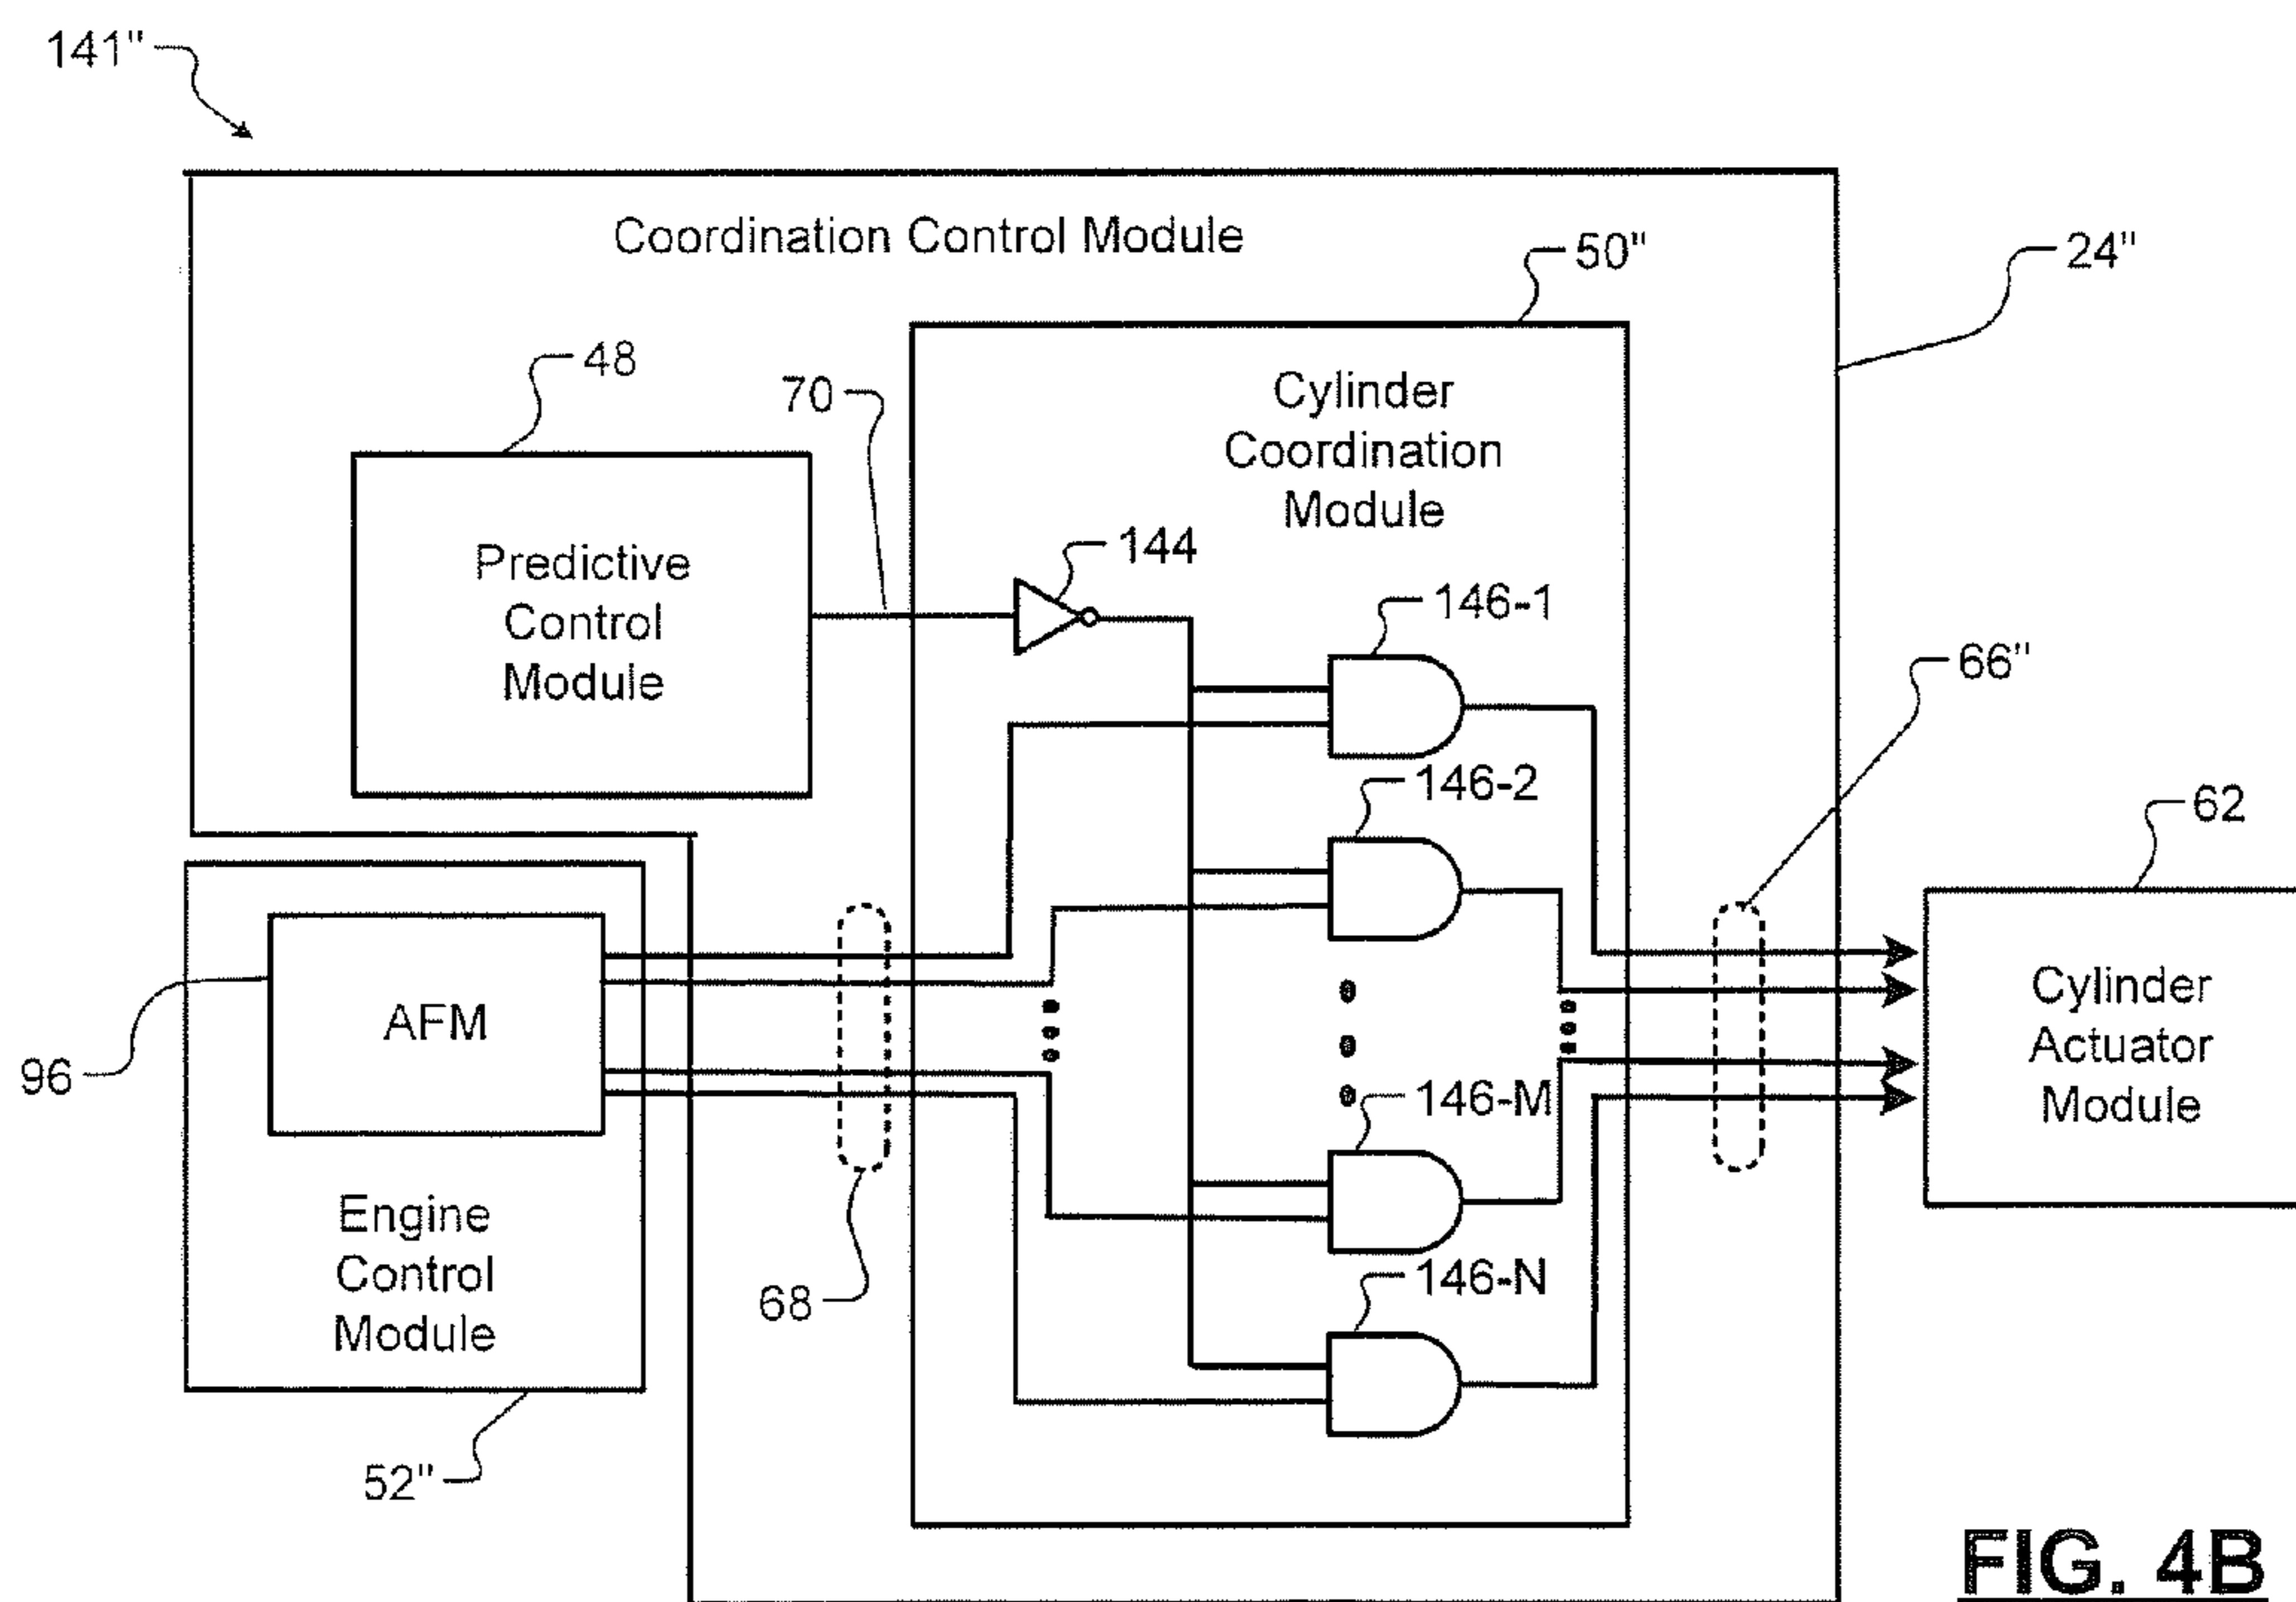 141"
Coordination Control Module
50"
24"
48
70
Cylinder
Coordination
Module
Predictive
Control
Module
144
146-1
66"
146-2
62
AFM
96
Cylinder
Actuator
Module
146-M
Engine
Control
Module
68
146-N
52"
FIG. 4B